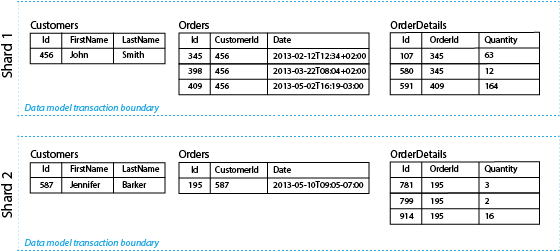 Shard 1
Customers
Id FirstName LastName
456 John Smith
Orders
Id CustomerId Date
345 456 2013-02-12T12:34+02:00
398 456 2013-03-22T08:04+02:00
409 456 2013-05-02T16:19-03:00
OrderDetails
Id OrderId Quantity
107 345 63
580 345 12
591 409 164
Data model transaction boundary
Shard 2
Customers
Id FirstName LastName
587 Jennifer Barker
Orders
Id CustomerId Date
195 587 2013-05-10T09:05-07:00
OrderDetails
Id OrderId Quantity
781 195 3
799 195 2
914 195 16
Data model transaction boundary